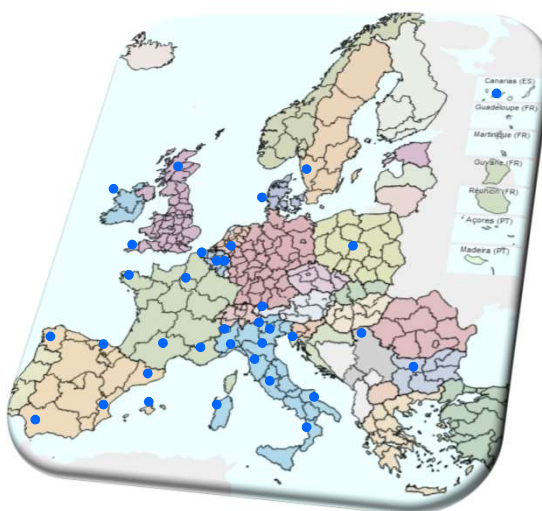 Canarias (ES)
Guadeloupe (FR)
Martinique (FR)
Guyane (FR)
Réunion (FR)
Açores (PT)
Madeira (PT)